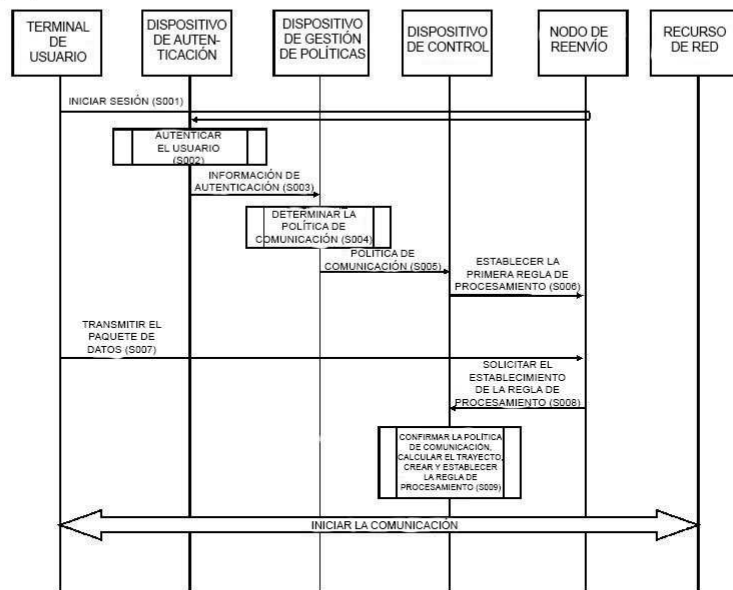 TERMINAL
DE
USUARIO
DISPOSITIVO
DE AUTEN-
TICACIÓN
DISPOSITIVO
DE GESTIÓN
DE POLÍTICAS
DISPOSITIVO
DE CONTROL
NODO DE
REENVÍO
RECURSO
DE RED
INICIAR SESIÓN (S001)
AUTENTICAR
EL USUARIO
(S002)
INFORMACIÓN DE
AUTENTICACIÓN (S003)
DETERMINAR LA
POLÍTICA DE
COMUNICACIÓN (S004)
POLÍTICA DE
COMUNICACIÓN (S005)
ESTABLECER LA
PRIMERA REGLA DE
PROCESAMIENTO (S006)
TRANSMITIR EL
PAQUETE DE
DATOS (S007)
SOLICITAR EL
ESTABLECIMIENTO
DE LA REGLA DE
PROCESAMIENTO (S008)
CONFIRMAR LA POLÍTICA
DE COMUNICACIÓN,
CALCULAR EL TRAYECTO,
CREAR Y ESTABLECER
LA REGLA DE
PROCESAMIENTO (S009)
INICIAR LA COMUNICACIÓN